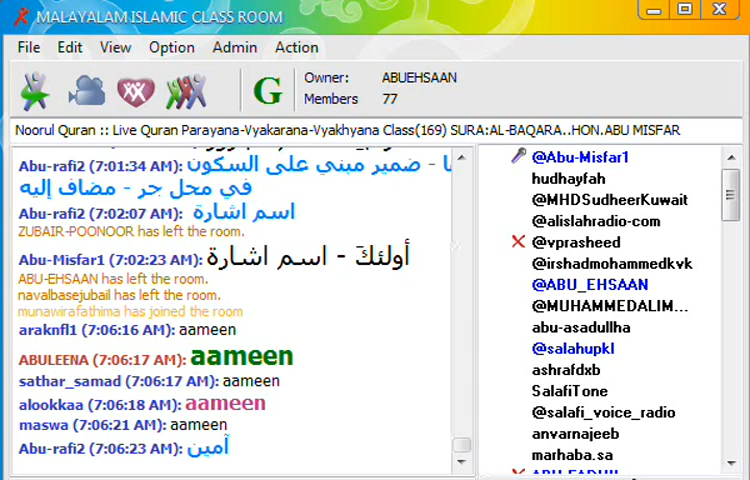 MALAYALAM ISLAMIC CLASS ROOM
File Edit View Option Admin Action
G
Owner: ABUEHSAAN
Members 77
Noorul Quran :: Live Quran Parayana-Vyakarana-Vyakhyana Class(169) SURA:AL-BAQARA..HON.ABU MISFAR
Abu-rafi2 (7:01:34 AM): نا - ضمير مبني على السكون
في محل جر - مضاف إليه
Abu-rafi2 (7:02:07 AM): اسم اشارة
ZUBAIR-POONOOR has left the room.
Abu-Misfar1 (7:02:23 AM): أولئكَ - اسم اشارة
ABU-EHSAAN has left the room.
navalbasejubail has left the room.
munawirafathima has joined the room
araknfl1 (7:06:16 AM): aameen
ABULEENA (7:06:17 AM): aameen
sathar_samad (7:06:17 AM): aameen
alookkaa (7:06:18 AM): aameen
maswa (7:06:21 AM): aameen
Abu-rafi2 (7:06:23 AM): آمين
@Abu-Misfar1
hudhayfah
@MHDSudheerKuwait
@alislahradio-com
@vprasheed
@irshadmohammedkvk
@ABU_EHSAAN
@MUHAMMEDALIM...
abu-asadullha
@salahupkl
ashrafdxb
SalafiTone
@salafi_voice_radio
anvarnajeeb
marhaba.sa